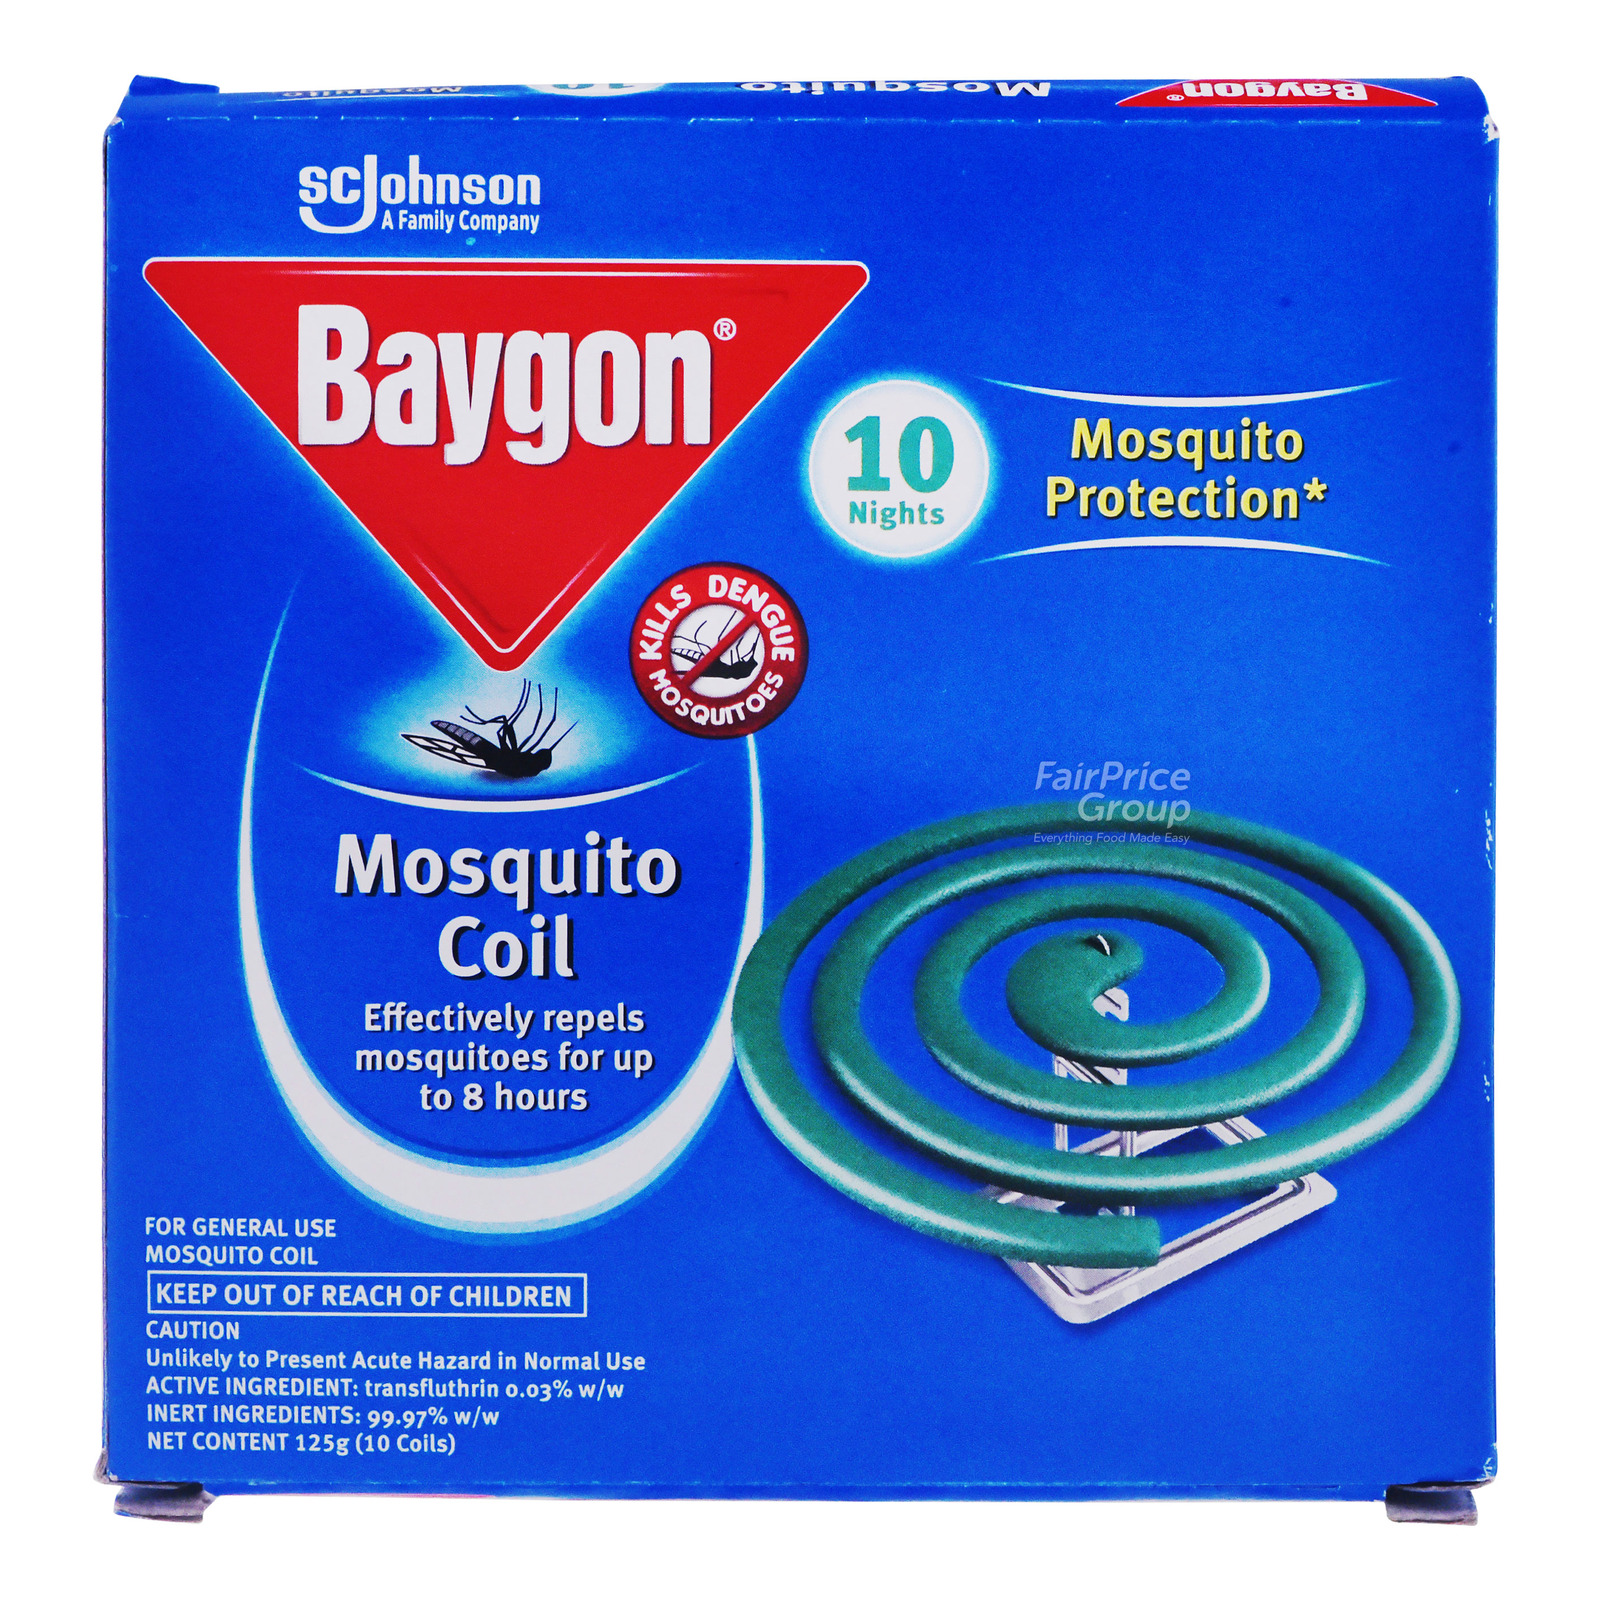 Mosquito
10
Mosquito
Baygon®
SCJohnson
A Family Company
Baygon®
10
Nights
Mosquito
Protection*
KILLS DENGUE
MOSQUITOES
Mosquito
Coil
Effectively repels
mosquitoes for up
to 8 hours
FairPrice
Group
Everything Food Made Easy
FOR GENERAL USE
MOSQUITO COIL
KEEP OUT OF REACH OF CHILDREN
CAUTION
Unlikely to Present Acute Hazard in Normal Use
ACTIVE INGREDIENT: transfluthrin 0.03% w/w
INERT INGREDIENTS: 99.97% w/w
NET CONTENT 125g (10 Coils)